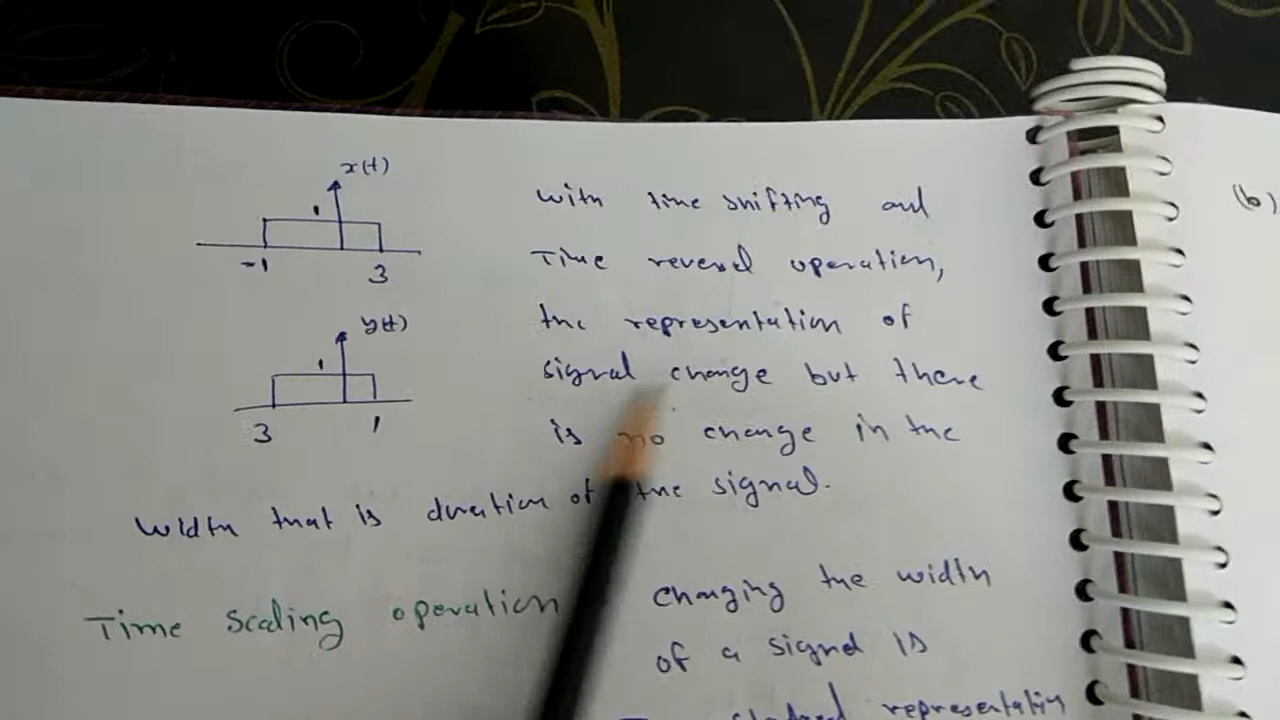 x(t)
1
-1 3
y(t)
1
3 1
with time shifting and
Time reversal operation,
the representation of
signal change but there
is no change in the
width that is duration of the signal.
Time scaling operation
changing the width
of a signal is
representation
(b)